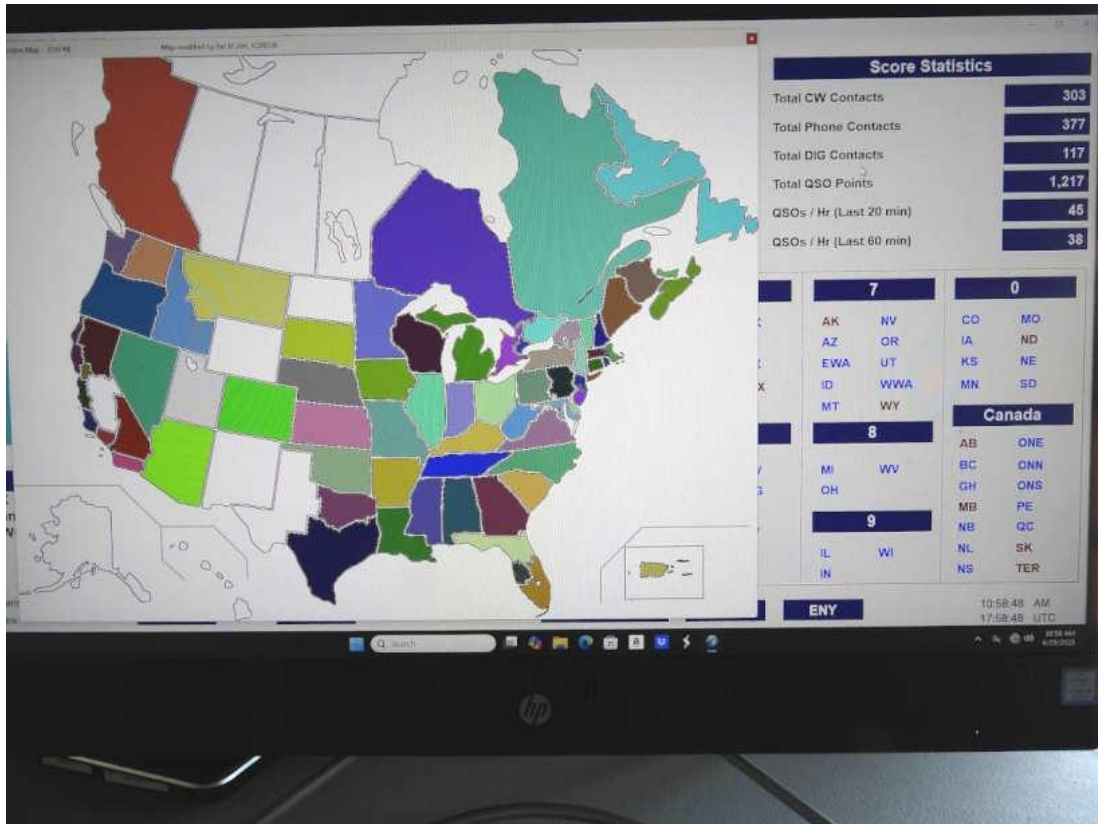 Score Statistics
Total CW Contacts 303
Total Phone Contacts 377
Total DIG Contacts 117
Total QSO Points 1,217
QSOs / Hr (Last 20 min) 45
QSOs / Hr (Last 60 min) 38
7
AK NV
AZ OR
EWA UT
ID WWA
MT WY
8
MI WV
OH
9
IL WI
IN
0
CO MO
IA ND
KS NE
MN SD
Canada
AB ONE
BC ONN
GH ONS
MB PE
NB QC
NL SK
NS TER
ENY
10:58:48 AM
17:58:48 UTC
Search
hp